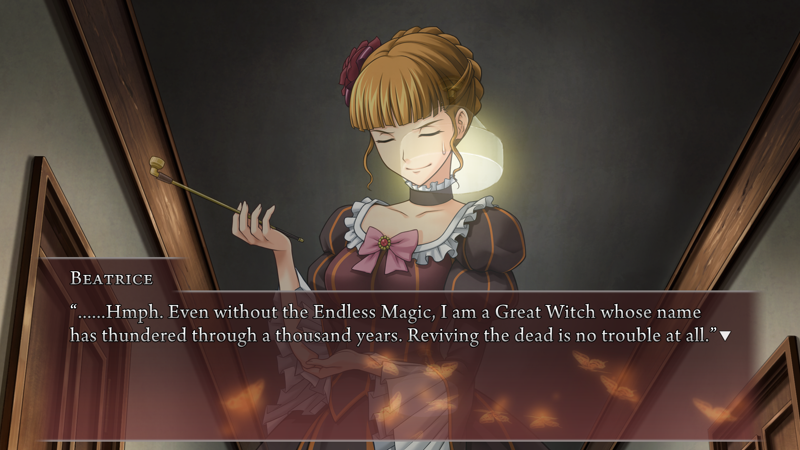 Beatrice
“......Hmph. Even without the Endless Magic, I am a Great Witch whose name
has thundered through a thousand years. Reviving the dead is no trouble at all.”